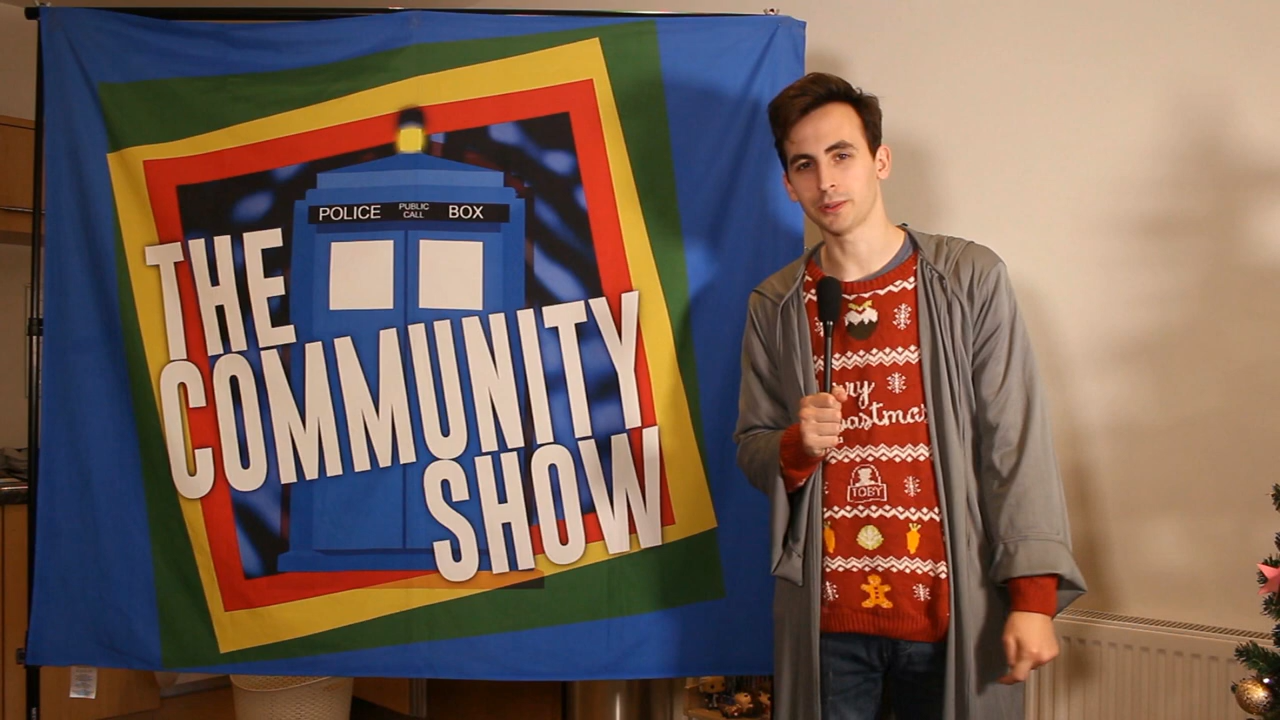 POLICE PUBLIC CALL BOX
THE
COMMUNITY
SHOW
TOBY